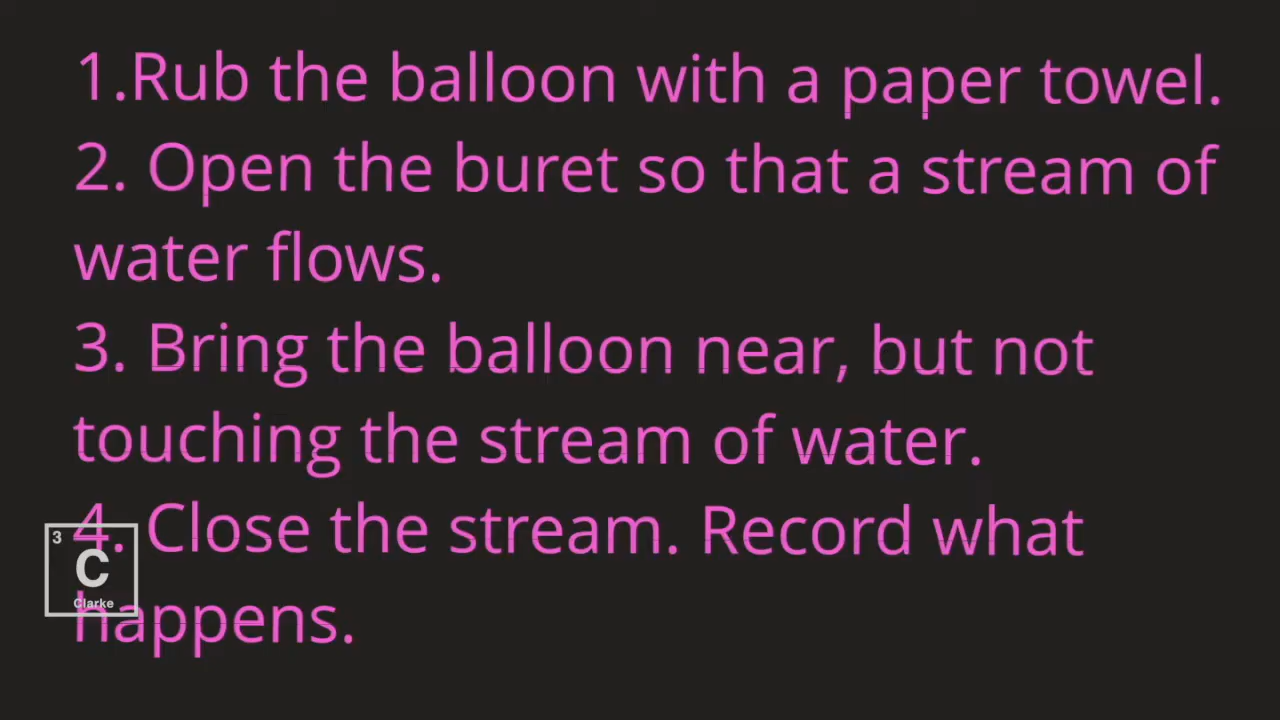 1.Rub the balloon with a paper towel.
2. Open the buret so that a stream of
water flows.
3. Bring the balloon near, but not
touching the stream of water.
4. Close the stream. Record what
happens.
3
C
Clarke